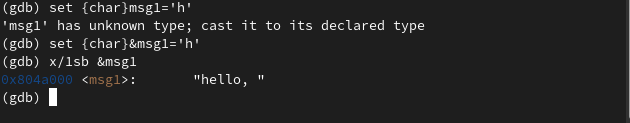 (gdb) set {char}msg1='h'
'msg1' has unknown type; cast it to its declared type
(gdb) set {char}&msg1='h'
(gdb) x/1sb &msg1
0x804a000 <msg1>:	"hello, "
(gdb)